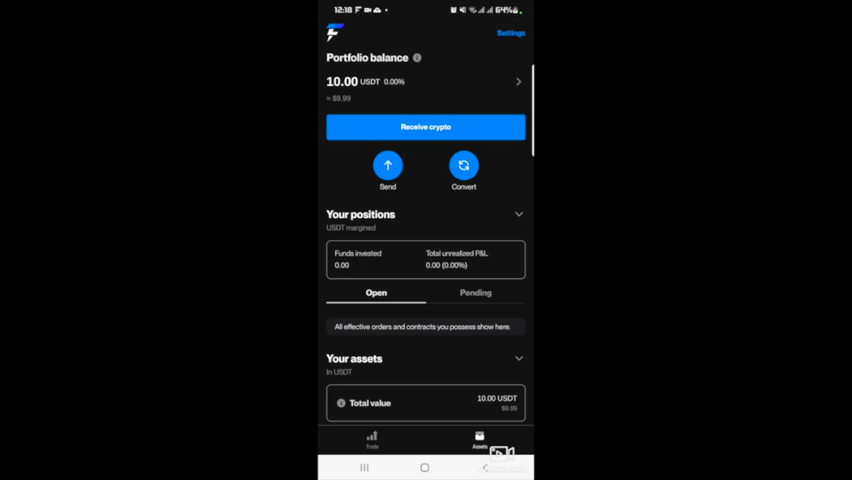 12:18
64%
Settings
Portfolio balance
10.00 USDT 0.00%
≈ $9.99
Receive crypto
Send
Convert
Your positions
USDT margined
Funds invested
Total unrealized P&L
0.00
0.00 (0.00%)
Open
Pending
All effective orders and contracts you possess show here.
Your assets
In USDT
Total value
10.00 USDT
$9.99
Trade
Assets